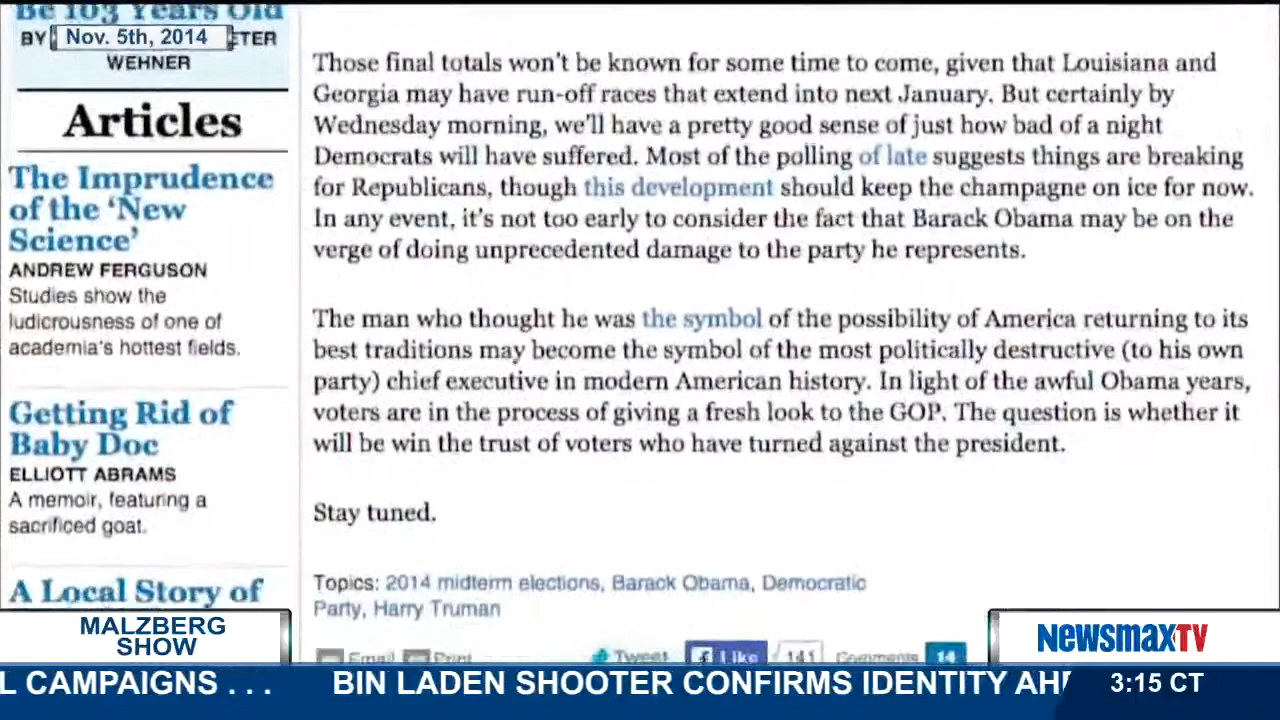 Be 103 Years Old
BY
Nov. 5th, 2014
WEHNER
Articles
The Imprudence
of the ‘New
Science’
ANDREW FERGUSON
Studies show the
ludicrousness of one of
academia's hottest fields.
Getting Rid of
Baby Doc
ELLIOTT ABRAMS
A memoir, featuring a
sacrificed goat.
A Local Story of
Those final totals won't be known for some time to come, given that Louisiana and
Georgia may have run-off races that extend into next January. But certainly by
Wednesday morning, we'll have a pretty good sense of just how bad of a night
Democrats will have suffered. Most of the polling of late suggests things are breaking
for Republicans, though this development should keep the champagne on ice for now.
In any event, it's not too early to consider the fact that Barack Obama may be on the
verge of doing unprecedented damage to the party he represents.
The man who thought he was the symbol of the possibility of America returning to its
best traditions may become the symbol of the most politically destructive (to his own
party) chief executive in modern American history. In light of the awful Obama years,
voters are in the process of giving a fresh look to the GOP. The question is whether it
will be win the trust of voters who have turned against the president.
Stay tuned.
Topics: 2014 midterm elections, Barack Obama, Democratic
Party, Harry Truman
Email Print Tweet Like 141 Comments 14
MALZBERG
SHOW
NEWSMAXTV
L CAMPAIGNS . . . BIN LADEN SHOOTER CONFIRMS IDENTITY
3:15 CT